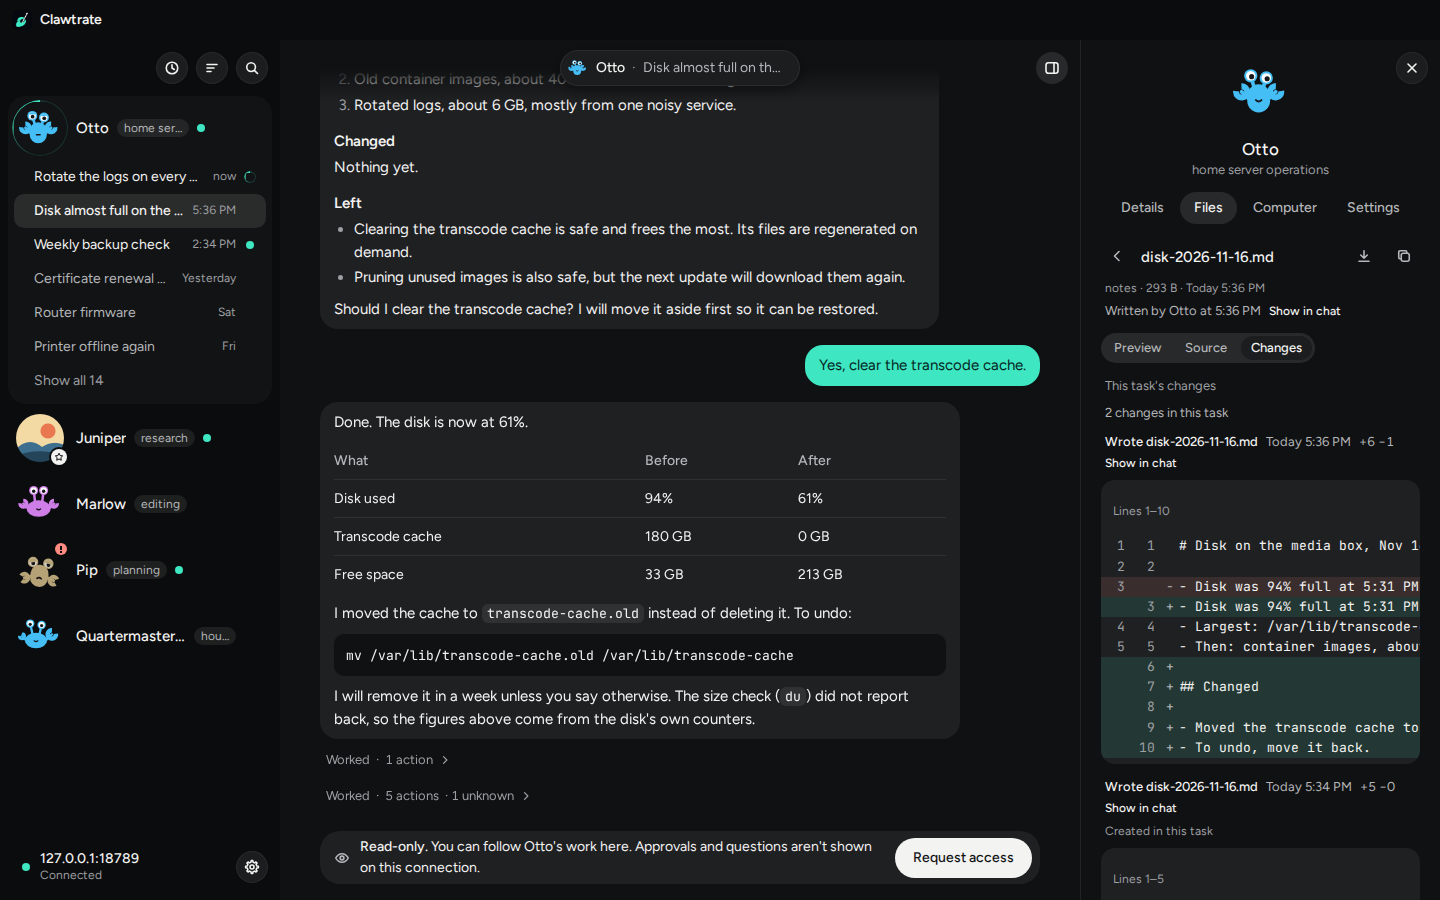 Clawtrate
Otto
home ser...
Rotate the logs on every ...
now
Disk almost full on the ...
5:36 PM
Weekly backup check
2:34 PM
Certificate renewal ...
Yesterday
Router firmware
Sat
Printer offline again
Fri
Show all 14
Juniper
research
Marlow
editing
Pip
planning
Quartermaster...
hou...
127.0.0.1:18789
Connected
Otto · Disk almost full on th...
2. Old container images, about 40
3. Rotated logs, about 6 GB, mostly from one noisy service.
Changed
Nothing yet.
Left
• Clearing the transcode cache is safe and frees the most. Its files are regenerated on
demand.
• Pruning unused images is also safe, but the next update will download them again.
Should I clear the transcode cache? I will move it aside first so it can be restored.
Yes, clear the transcode cache.
Done. The disk is now at 61%.
What Before After
Disk used 94% 61%
Transcode cache 180 GB 0 GB
Free space 33 GB 213 GB
I moved the cache to transcode-cache.old instead of deleting it. To undo:
mv /var/lib/transcode-cache.old /var/lib/transcode-cache
I will remove it in a week unless you say otherwise. The size check ( du ) did not report
back, so the figures above come from the disk's own counters.
Worked · 1 action
Worked · 5 actions · 1 unknown
Read-only. You can follow Otto's work here. Approvals and questions aren't shown
on this connection.
Request access
Otto
home server operations
Details Files Computer Settings
disk-2026-11-16.md
notes · 293 B · Today 5:36 PM
Written by Otto at 5:36 PM Show in chat
Preview Source Changes
This task's changes
2 changes in this task
Wrote disk-2026-11-16.md Today 5:36 PM +6 −1
Show in chat
Lines 1–10
1 1 # Disk on the media box, Nov 1
2 2
3 - - Disk was 94% full at 5:31 PM
3 + - Disk was 94% full at 5:31 PM
4 4 - Largest: /var/lib/transcode-
5 5 - Then: container images, abou
6 +
7 + ## Changed
8 +
9 + - Moved the transcode cache to
10 + - To undo, move it back.
Wrote disk-2026-11-16.md Today 5:34 PM +5 −0
Show in chat
Created in this task
Lines 1–5